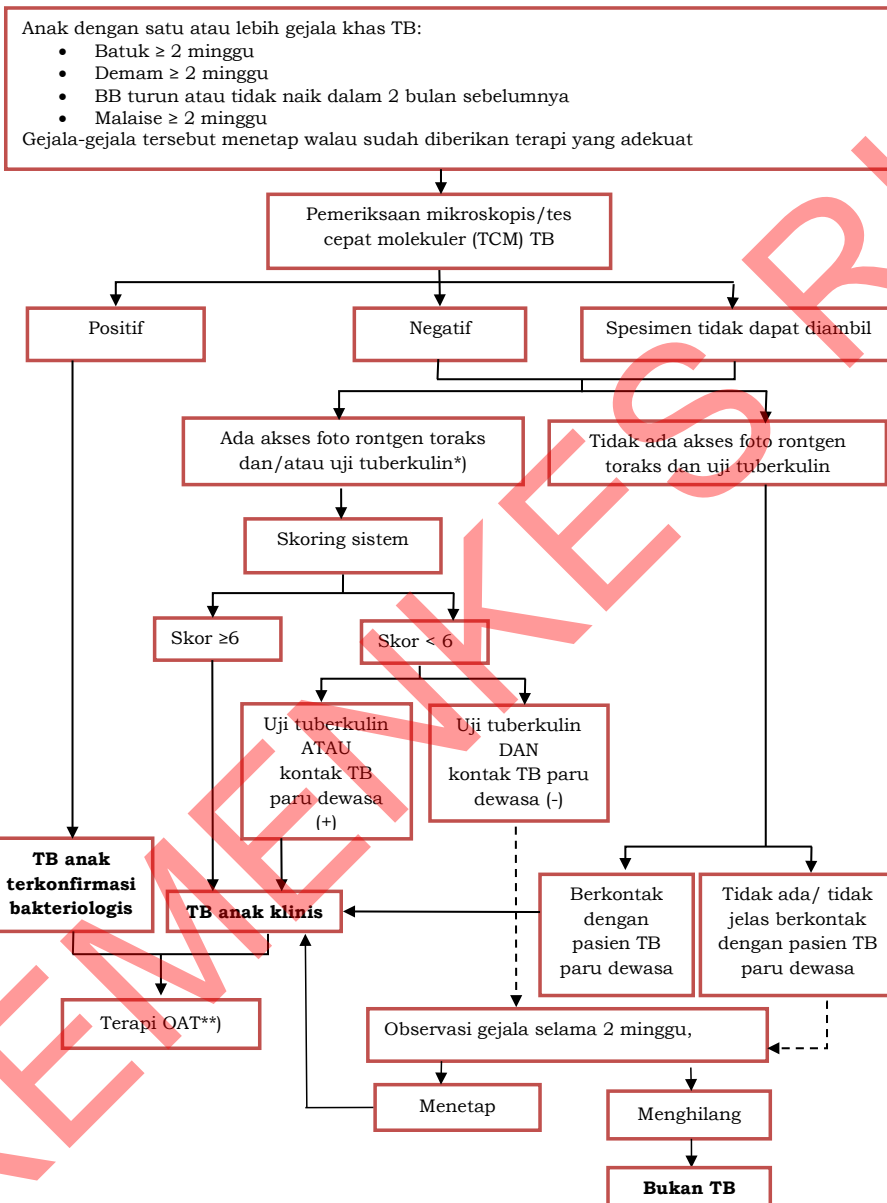 Anak dengan satu atau lebih gejala khas TB:
• Batuk ≥ 2 minggu
• Demam ≥ 2 minggu
• BB turun atau tidak naik dalam 2 bulan sebelumnya
• Malaise ≥ 2 minggu
Gejala-gejala tersebut menetap walau sudah diberikan terapi yang adekuat
Pemeriksaan mikroskopis/tes
cepat molekuler (TCM) TB
Positif
Negatif
Spesimen tidak dapat diambil
Ada akses foto rontgen toraks
dan/atau uji tuberkulin*)
Tidak ada akses foto rontgen
toraks dan uji tuberkulin
Skoring sistem
Skor ≥6
Skor < 6
Uji tuberkulin
ATAU
kontak TB
paru dewasa
(+)
Uji tuberkulin
DAN
kontak TB paru
dewasa (-)
TB anak
terkonfirmasi
bakteriologis
TB anak klinis
Berkontak
dengan
pasien TB
paru dewasa
Tidak ada/ tidak
jelas berkontak
dengan pasien TB
paru dewasa
Terapi OAT**)
Observasi gejala selama 2 minggu,
Menetap
Menghilang
Bukan TB
KEMENKES RI